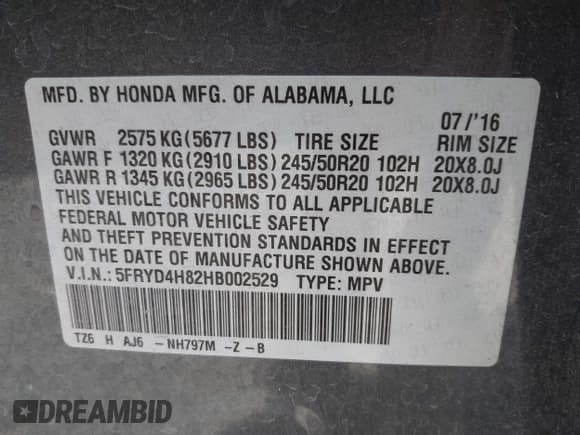 MFD. BY HONDA MFG. OF ALABAMA, LLC
07/'16
GVWR 2575 KG(5677 LBS) TIRE SIZE RIM SIZE
GAWR F 1320 KG(2910 LBS)245/50R20 102H 20X8.0J
GAWR R 1345 KG(2965 LBS)245/50R20 102H 20X8.0J
THIS VEHICLE CONFORMS TO ALL APPLICABLE
FEDERAL MOTOR VEHICLE SAFETY
AND THEFT PREVENTION STANDARDS IN EFFECT
ON THE DATE OF MANUFACTURE SHOWN ABOVE.
V.I.N.: 5FRYD4H82HB002529 TYPE: MPV
TZ6 H AJ6 -NH797M -Z -B
DREAMBID